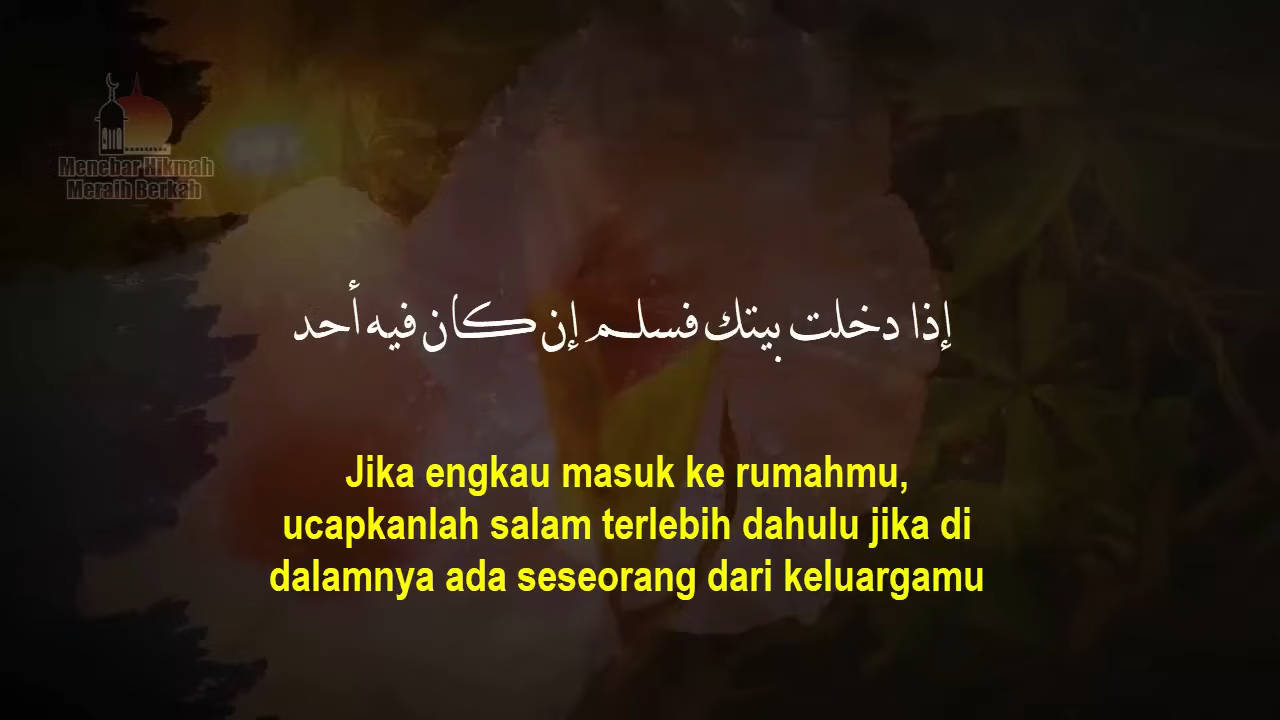 Menebar Hikmah
Meraih Berkah
إذا دخلت بيتك فسلم إن كان فيه أحد
Jika engkau masuk ke rumahmu,
ucapkanlah salam terlebih dahulu jika di
dalamnya ada seseorang dari keluargamu